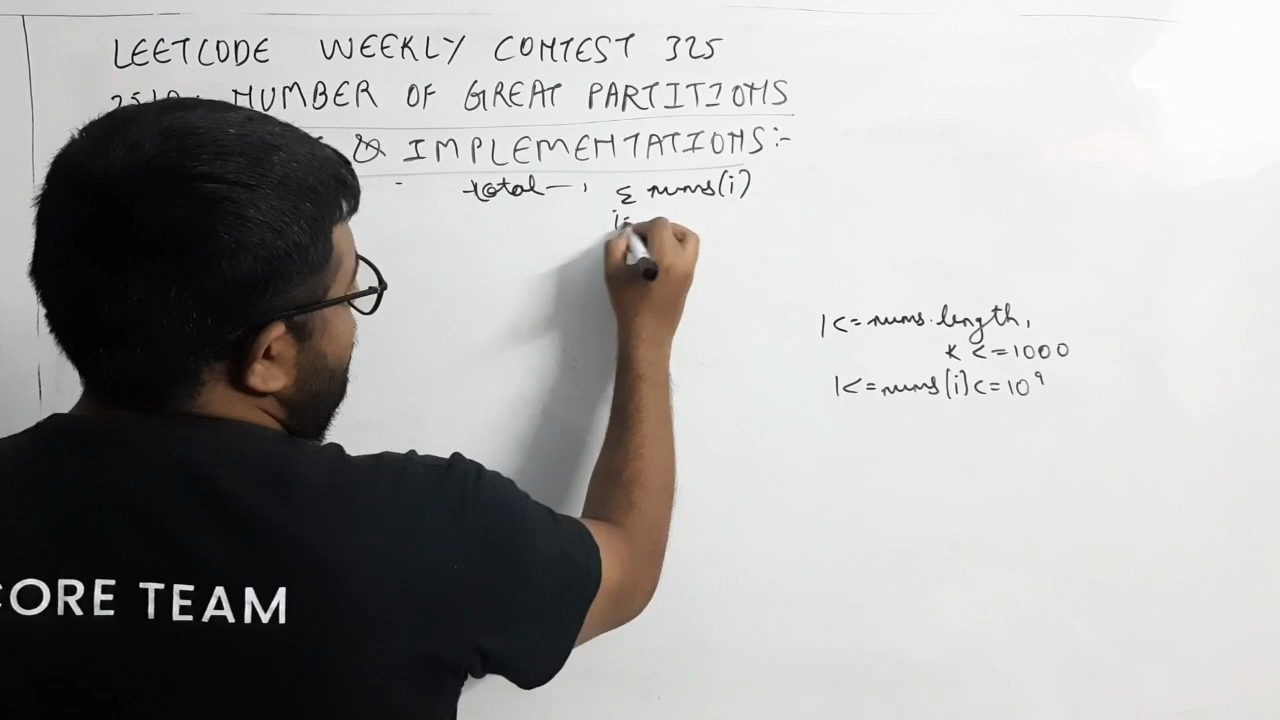 LEETCODE WEEKLY CONTEST 325
NUMBER OF GREAT PARTITIONS
& IMPLEMENTATIONS:-
total → Σ nums(i)
i=
1<=nums.length,
K <=1000
1<=nums[i]<=10⁹
CORE TEAM